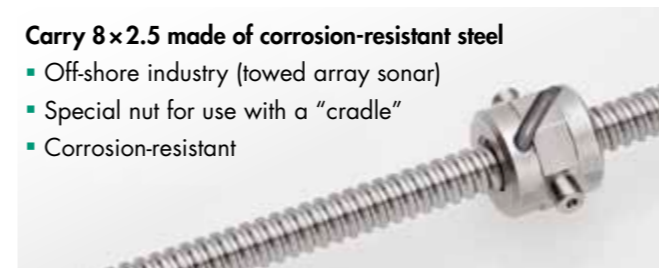 Carry 8×2.5 made of corrosion-resistant steel
▪ Off-shore industry (towed array sonar)
▪ Special nut for use with a “cradle”
▪ Corrosion-resistant